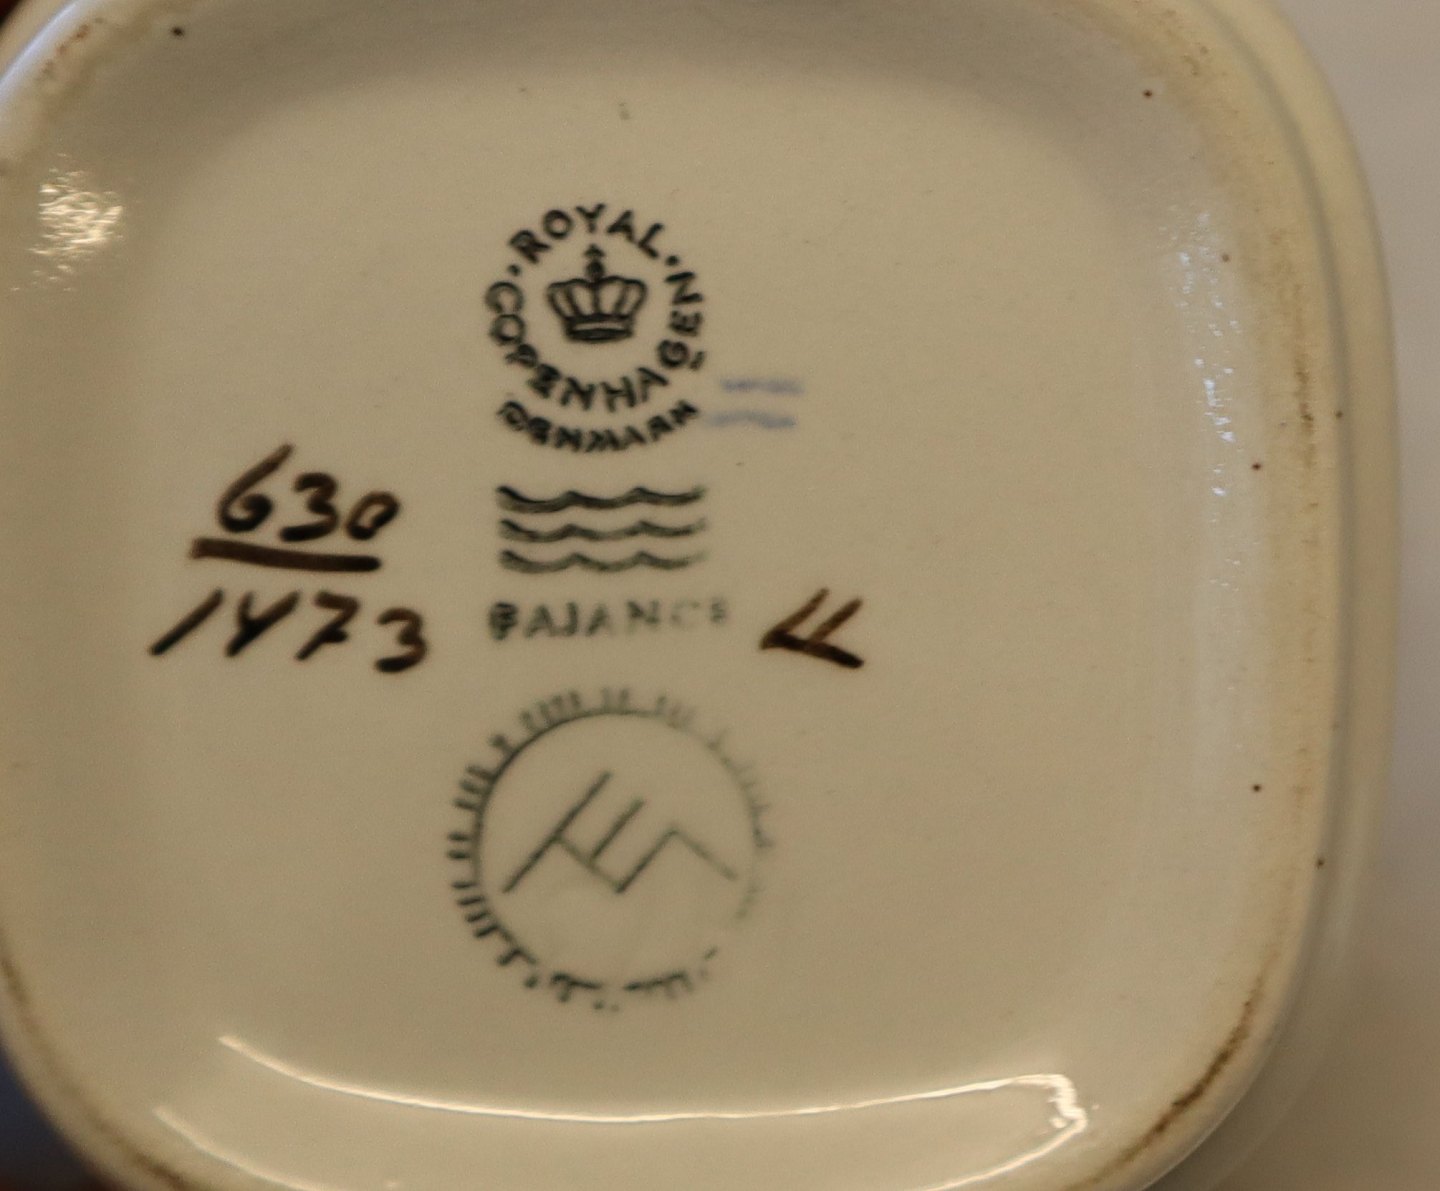 ROYAL
COPENHAGEN
DENMARK
630
1473
FAJANCE